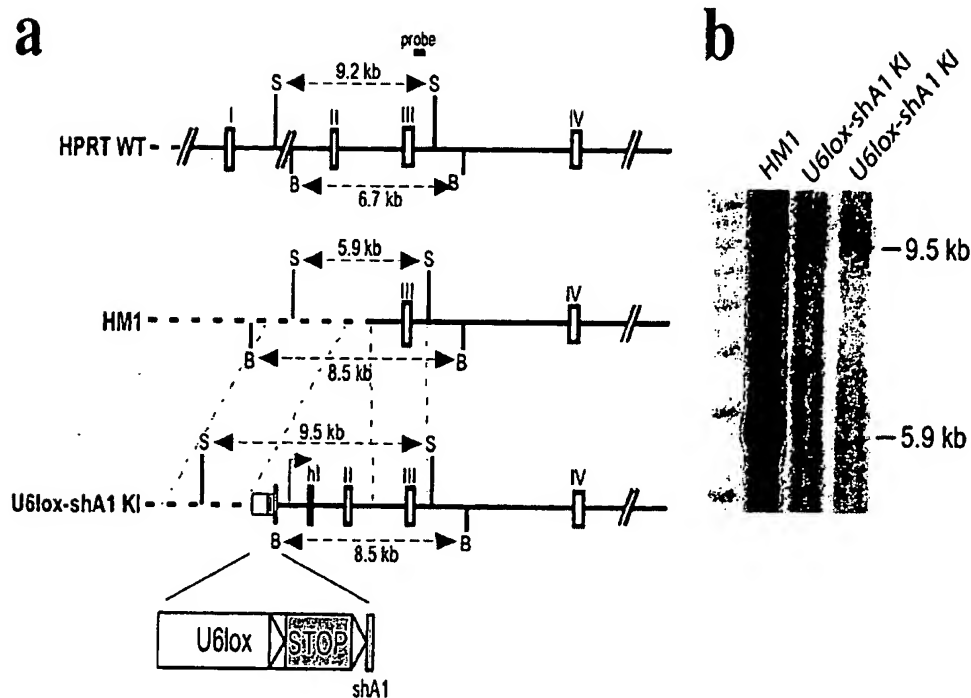 a
probe
S
9.2 kb
S
I
II
III
IV
HPRT WT
B
6.7 kb
B
S
5.9 kb
S
III
IV
HM1
B
8.5 kb
B
S
9.5 kb
S
hI
II
III
IV
U6lox-shA1 KI
B
8.5 kb
B
U6lox
STOP
shA1
b
HM1
U6lox-shA1 KI
U6lox-shA1 KI
9.5 kb
5.9 kb